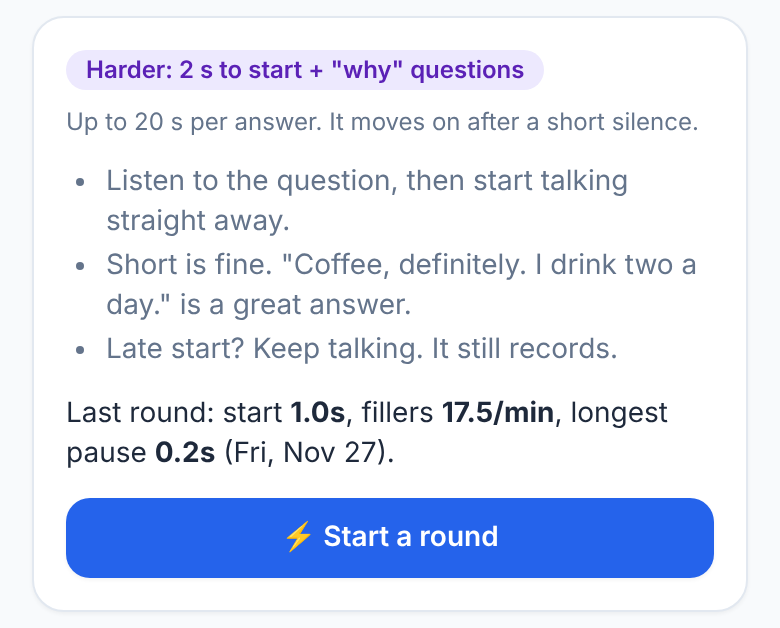 Harder: 2 s to start + "why" questions
Up to 20 s per answer. It moves on after a short silence.
• Listen to the question, then start talking
straight away.
• Short is fine. "Coffee, definitely. I drink two a
day." is a great answer.
• Late start? Keep talking. It still records.
Last round: start 1.0s, fillers 17.5/min, longest
pause 0.2s (Fri, Nov 27).
⚡ Start a round